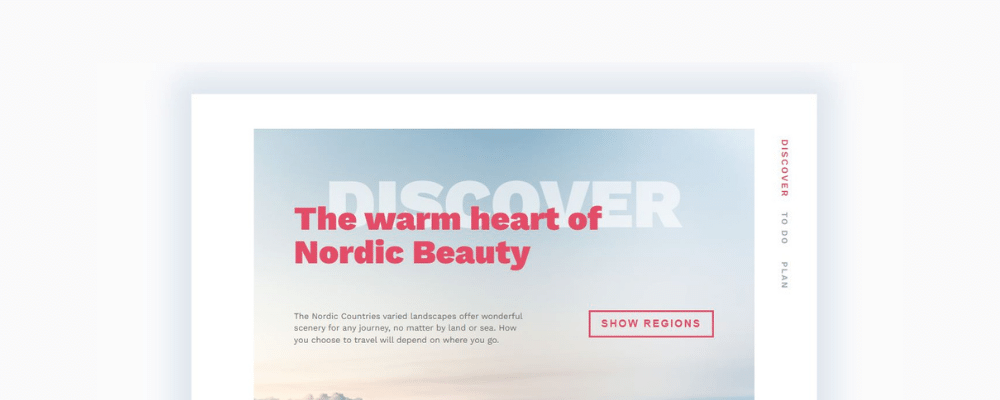 DISCOVER
The warm heart of
Nordic Beauty
The Nordic Countries varied landscapes offer wonderful
scenery for any journey, no matter by land or sea. How
you choose to travel will depend on where you go.
SHOW REGIONS
DISCOVER
TO DO
PLAN